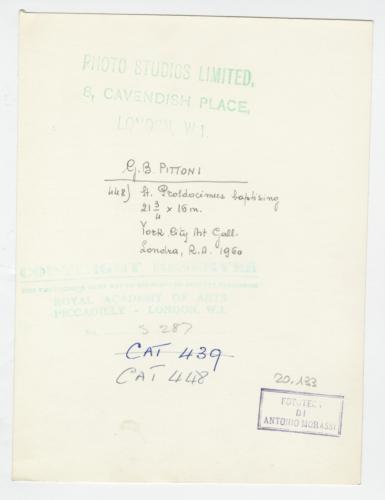 PHOTO STUDIOS LIMITED,
8, CAVENDISH PLACE,
LONDON, W.1.
G. B. PITTONI
448) St. Proldocimus baptising
21 3/4 x 16 in.
York City Art Gall.
Londra, R.A. 1960
COPYRIGHT RESERVED
ROYAL ACADEMY OF ARTS
PICCADILLY - LONDON, W.1.
No. S 287
CAT 439
CAT 448
20.133
FOTOTECA
DI
ANTONIO MORASSI